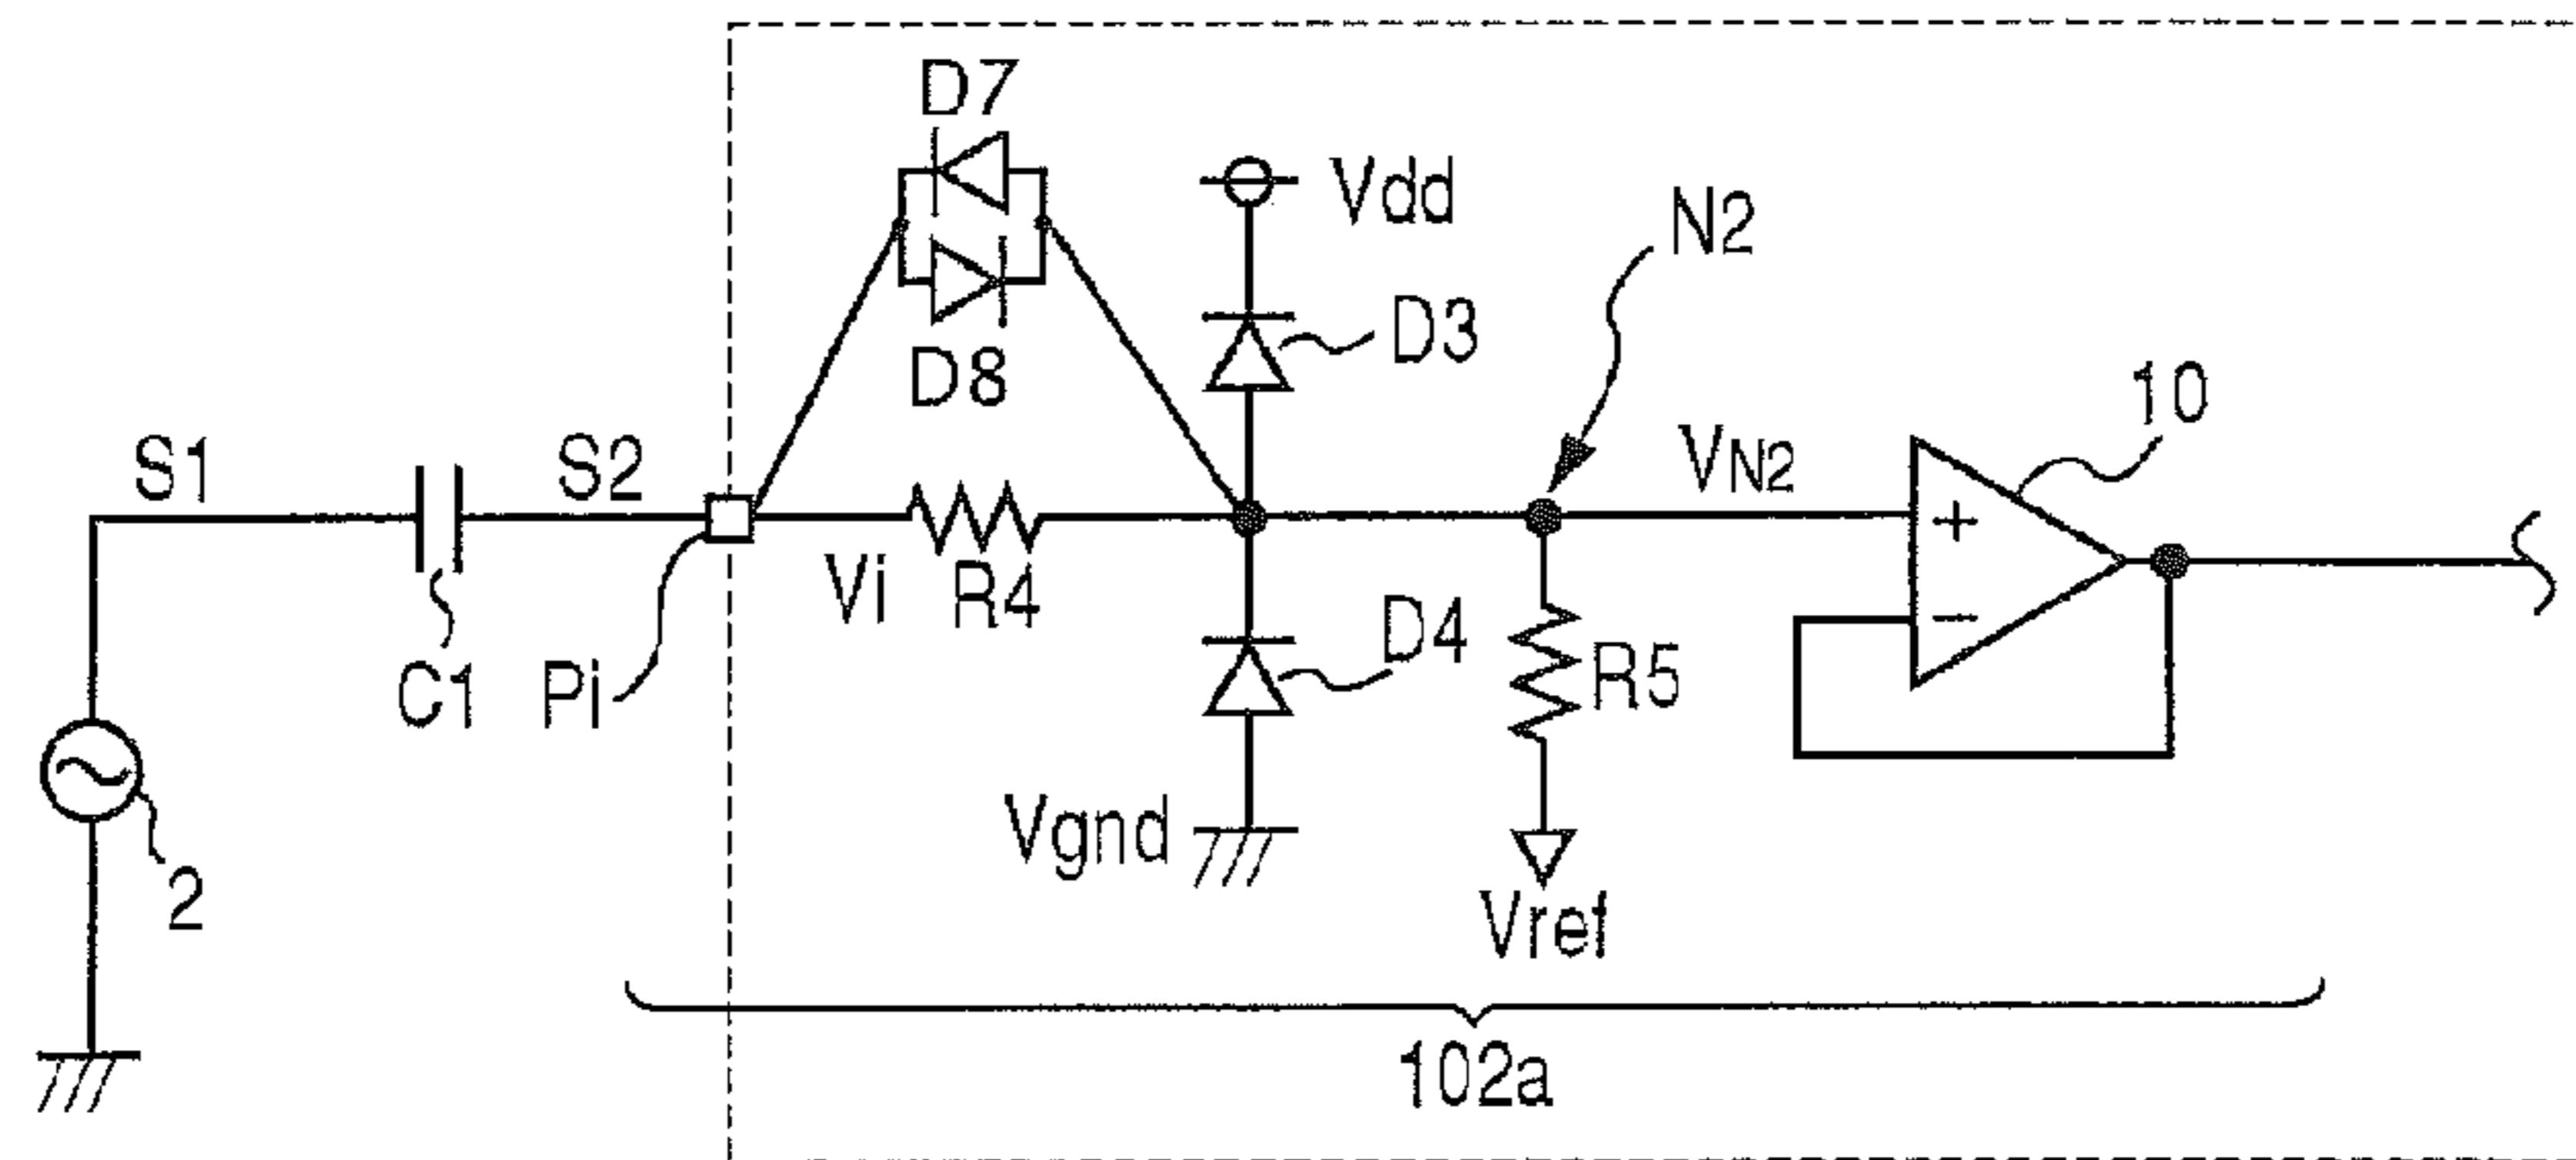 D7
Vdd
N2
D8
D3
10
S1
S2
VN2
+
−
Vi
R4
D4
C1
Pi
R5
Vgnd
2
Vref
102a